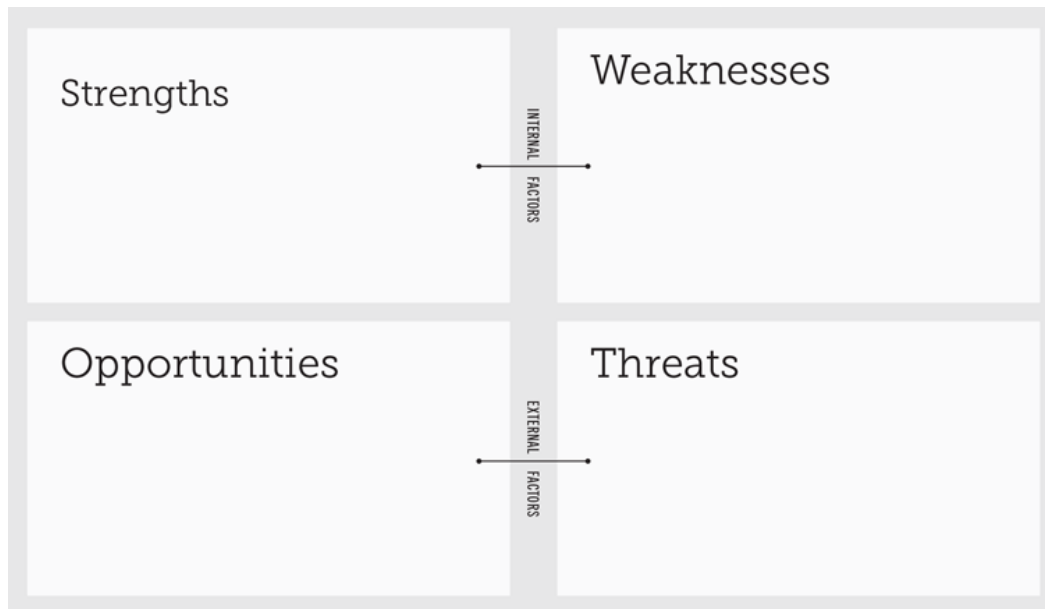 Strengths
Weaknesses
INTERNAL FACTORS
Opportunities
Threats
EXTERNAL FACTORS